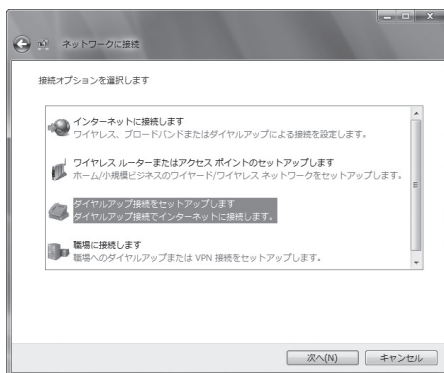 ネットワークに接続
接続オプションを選択します
インターネットに接続します
ワイヤレス、ブロードバンドまたはダイヤルアップによる接続を設定します。
ワイヤレス ルーターまたはアクセス ポイントのセットアップします
ホーム/小規模ビジネスのワイヤード/ワイヤレス ネットワークをセットアップします。
ダイヤルアップ接続をセットアップします
ダイヤルアップ接続でインターネットに接続します。
職場に接続します
職場へのダイヤルアップまたは VPN 接続をセットアップします。
次へ(N)
キャンセル